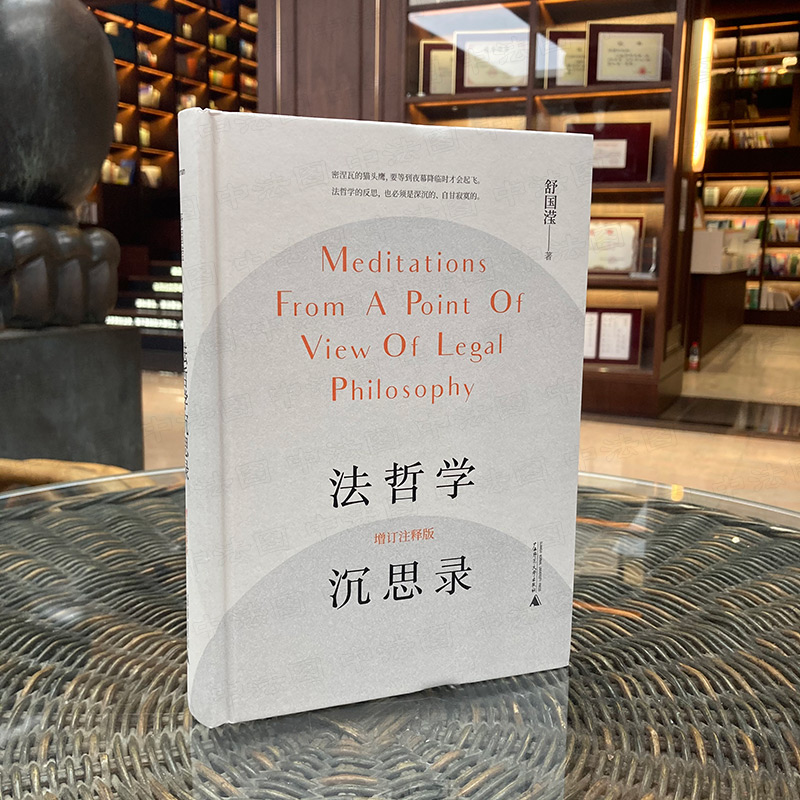 密涅瓦的猫头鹰，要等到夜幕降临时才会起飞。
法哲学的反思，也必须是深沉的、自甘寂寞的。
舒国滢——著
Meditations
From A Point Of
View Of Legal
Philosophy
法哲学
增订注释版
沉思录